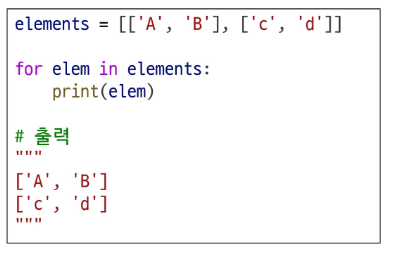 elements = [['A', 'B'], ['c', 'd']]
for elem in elements:
    print(elem)
# 출력
"""
['A', 'B']
['c', 'd']
"""